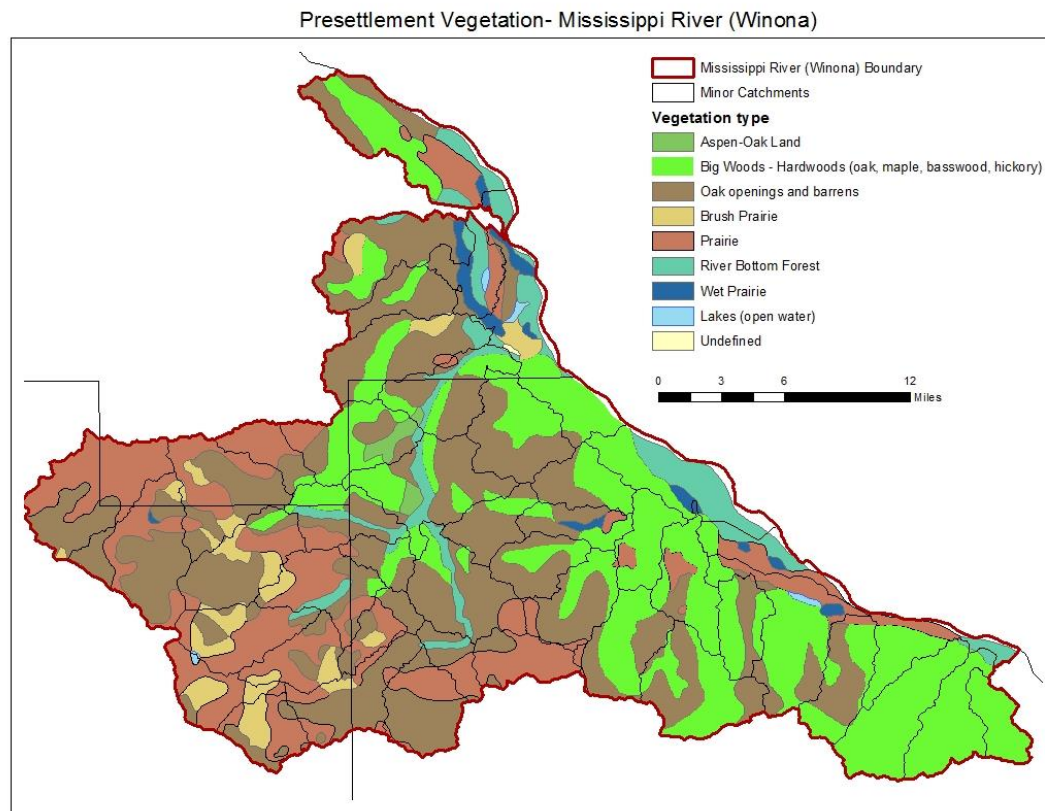 Presettlement Vegetation- Mississippi River (Winona)
Mississippi River (Winona) Boundary
Minor Catchments
Vegetation type
Aspen-Oak Land
Big Woods - Hardwoods (oak, maple, basswood, hickory)
Oak openings and barrens
Brush Prairie
Prairie
River Bottom Forest
Wet Prairie
Lakes (open water)
Undefined
0 3 6 12
Miles